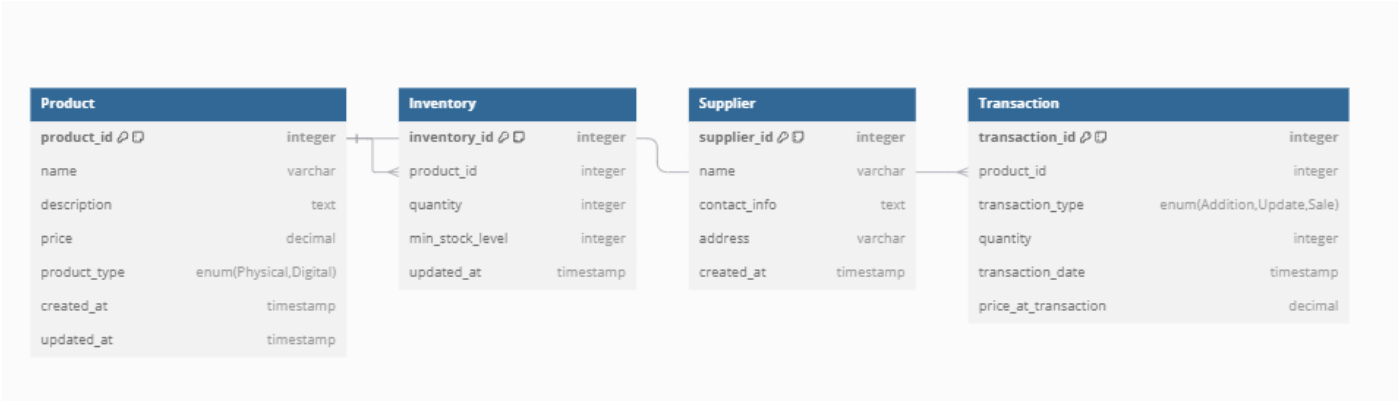 Product
product_id integer
name varchar
description text
price decimal
product_type enum(Physical,Digital)
created_at timestamp
updated_at timestamp
Inventory
inventory_id integer
product_id integer
quantity integer
min_stock_level integer
updated_at timestamp
Supplier
supplier_id integer
name varchar
contact_info text
address varchar
created_at timestamp
Transaction
transaction_id integer
product_id integer
transaction_type enum(Addition,Update,Sale)
quantity integer
transaction_date timestamp
price_at_transaction decimal